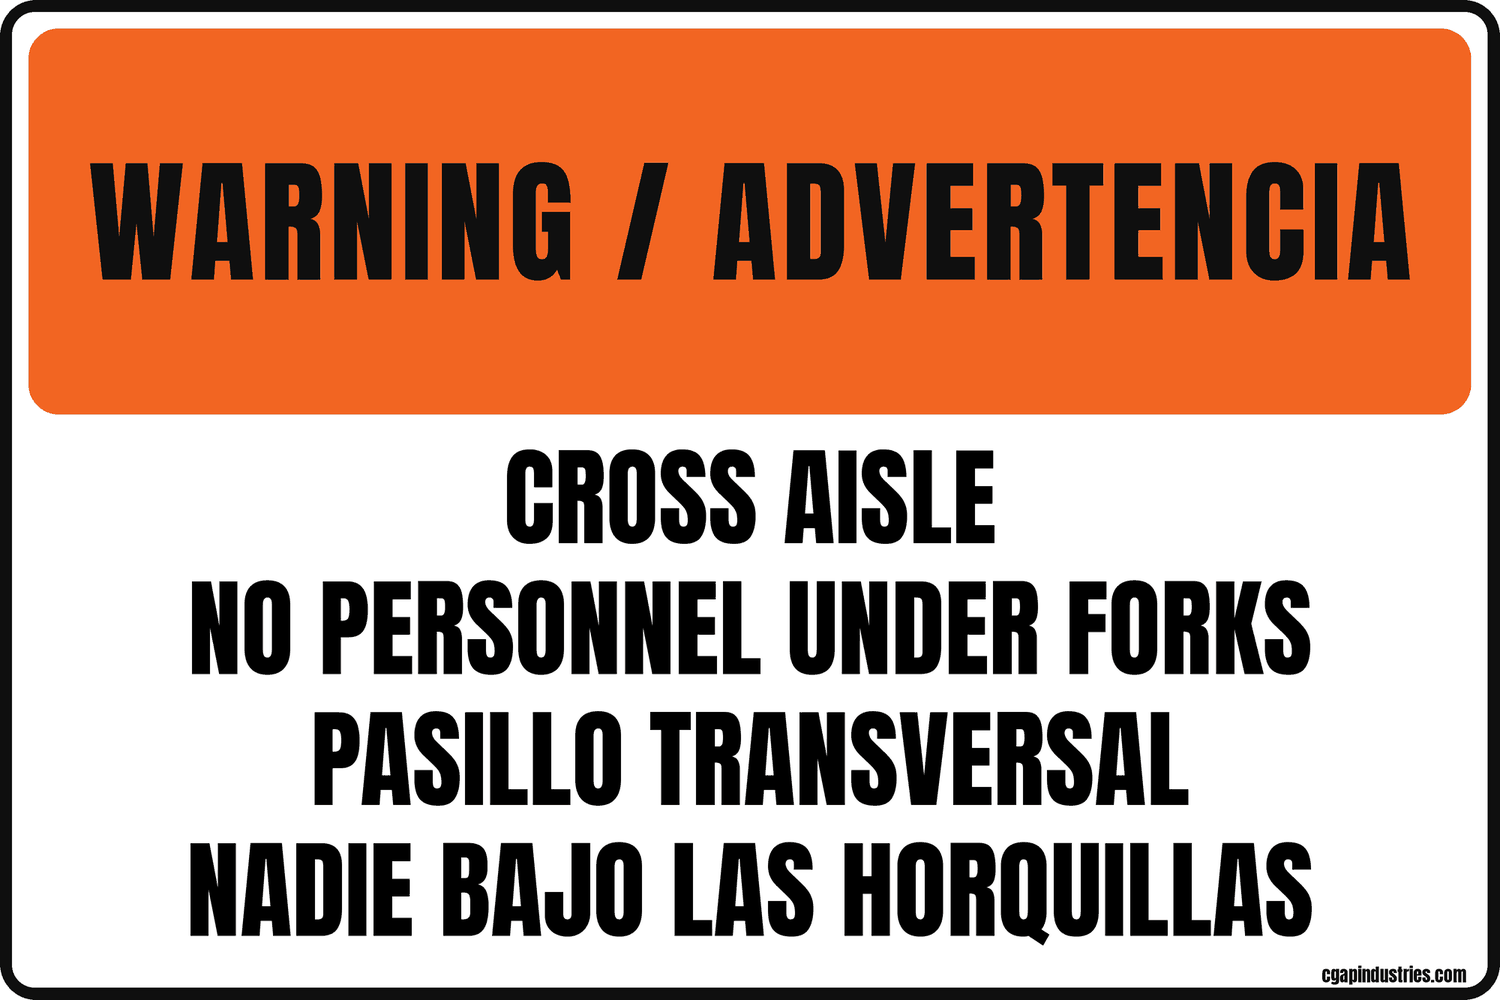 WARNING / ADVERTENCIA
CROSS AISLE
NO PERSONNEL UNDER FORKS
PASILLO TRANSVERSAL
NADIE BAJO LAS HORQUILLAS
cgapindustries.com